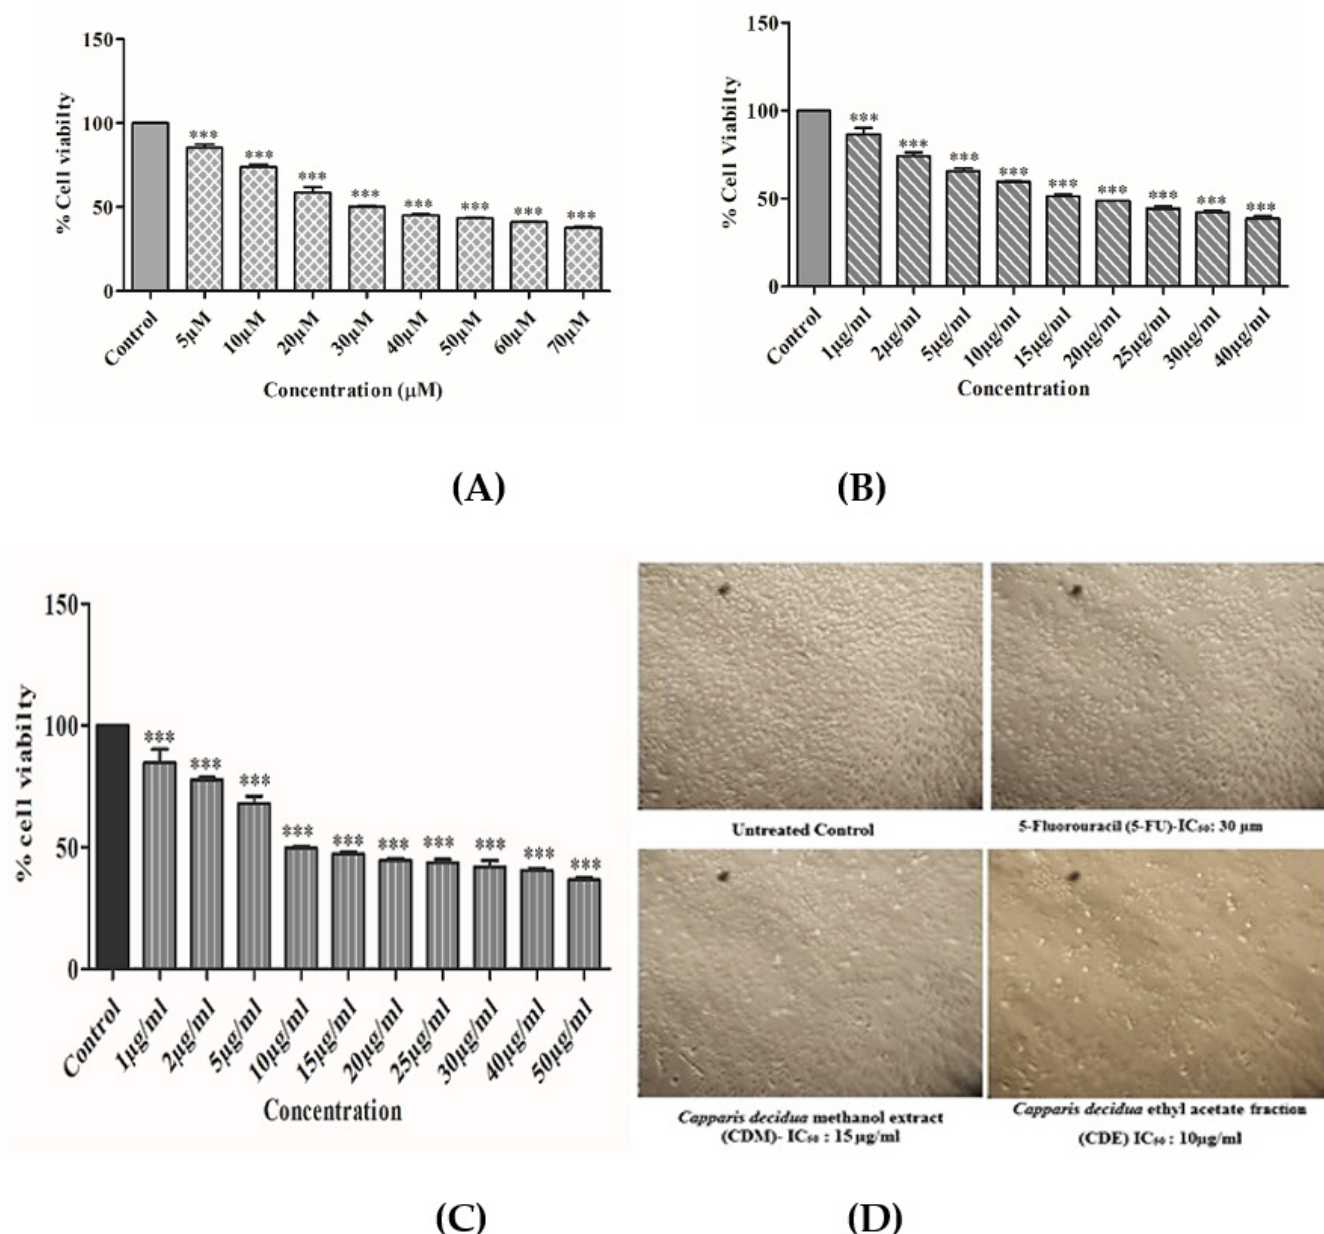 150
100
50
0
% Cell viabilty
***
***
***
***
***
***
***
***
Control
5µM
10µM
20µM
30µM
40µM
50µM
60µM
70µM
Concentration (µM)
150
100
50
0
% Cell Viabilty
***
***
***
***
***
***
***
***
***
Control
1µg/ml
2µg/ml
5µg/ml
10µg/ml
15µg/ml
20µg/ml
25µg/ml
30µg/ml
40µg/ml
Concentration
(A)
(B)
150
100
50
0
% cell viabilty
***
***
***
***
***
***
***
***
***
***
Control
1µg/ml
2µg/ml
5µg/ml
10µg/ml
15µg/ml
20µg/ml
25µg/ml
30µg/ml
40µg/ml
50µg/ml
Concentration
Untreated Control
5-Fluorouracil (5-FU)-IC₅₀: 30 µm
Capparis decidua methanol extract
(CDM)- IC₅₀ : 15 µg/ml
Capparis decidua ethyl acetate fraction
(CDE) IC₅₀ : 10µg/ml
(C)
(D)